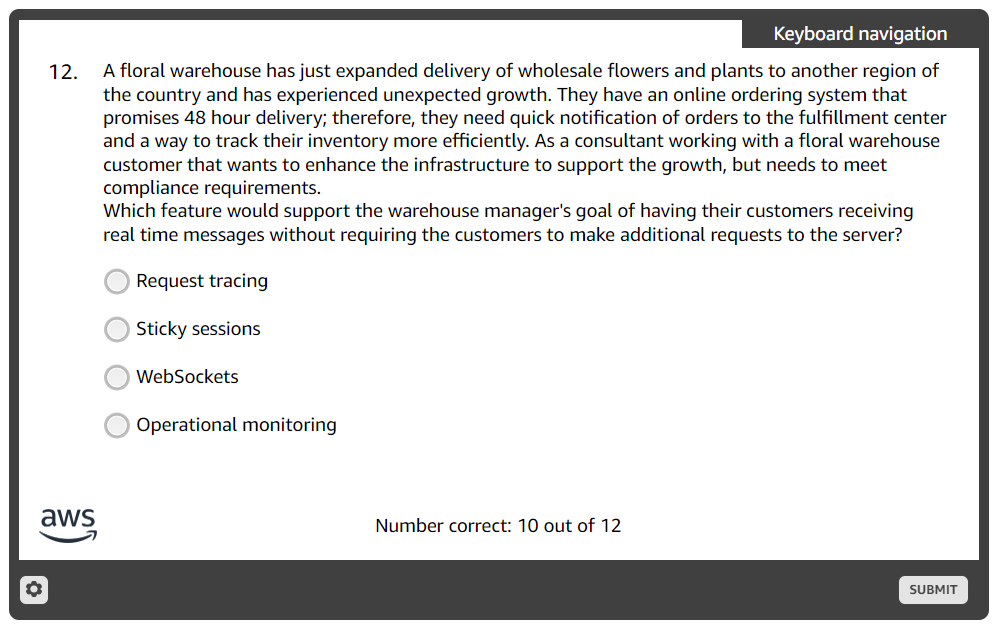 Keyboard navigation
12. A floral warehouse has just expanded delivery of wholesale flowers and plants to another region of
the country and has experienced unexpected growth. They have an online ordering system that
promises 48 hour delivery; therefore, they need quick notification of orders to the fulfillment center
and a way to track their inventory more efficiently. As a consultant working with a floral warehouse
customer that wants to enhance the infrastructure to support the growth, but needs to meet
compliance requirements.
Which feature would support the warehouse manager's goal of having their customers receiving
real time messages without requiring the customers to make additional requests to the server?
Request tracing
Sticky sessions
WebSockets
Operational monitoring
aws
Number correct: 10 out of 12
SUBMIT